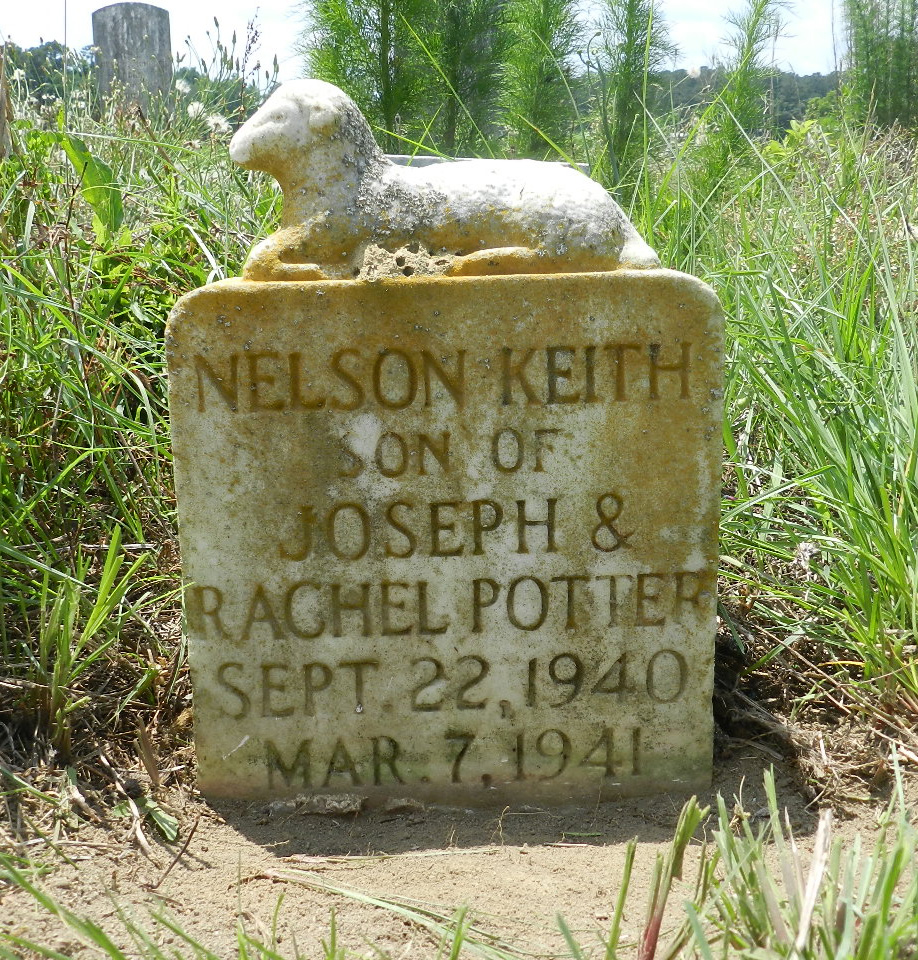 NELSON KEITH
SON OF
JOSEPH &
RACHEL POTTER
SEPT. 22, 1940
MAR. 7, 1941